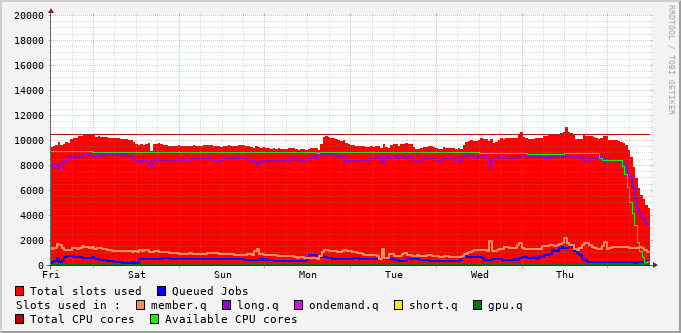 20000
18000
16000
14000
12000
10000
8000
6000
4000
2000
0
Fri Sat Sun Mon Tue Wed Thu
RRDTOOL / TOBI OETIKER
Total slots used Queued Jobs
Slots used in : member.q long.q ondemand.q short.q gpu.q
Total CPU cores Available CPU cores